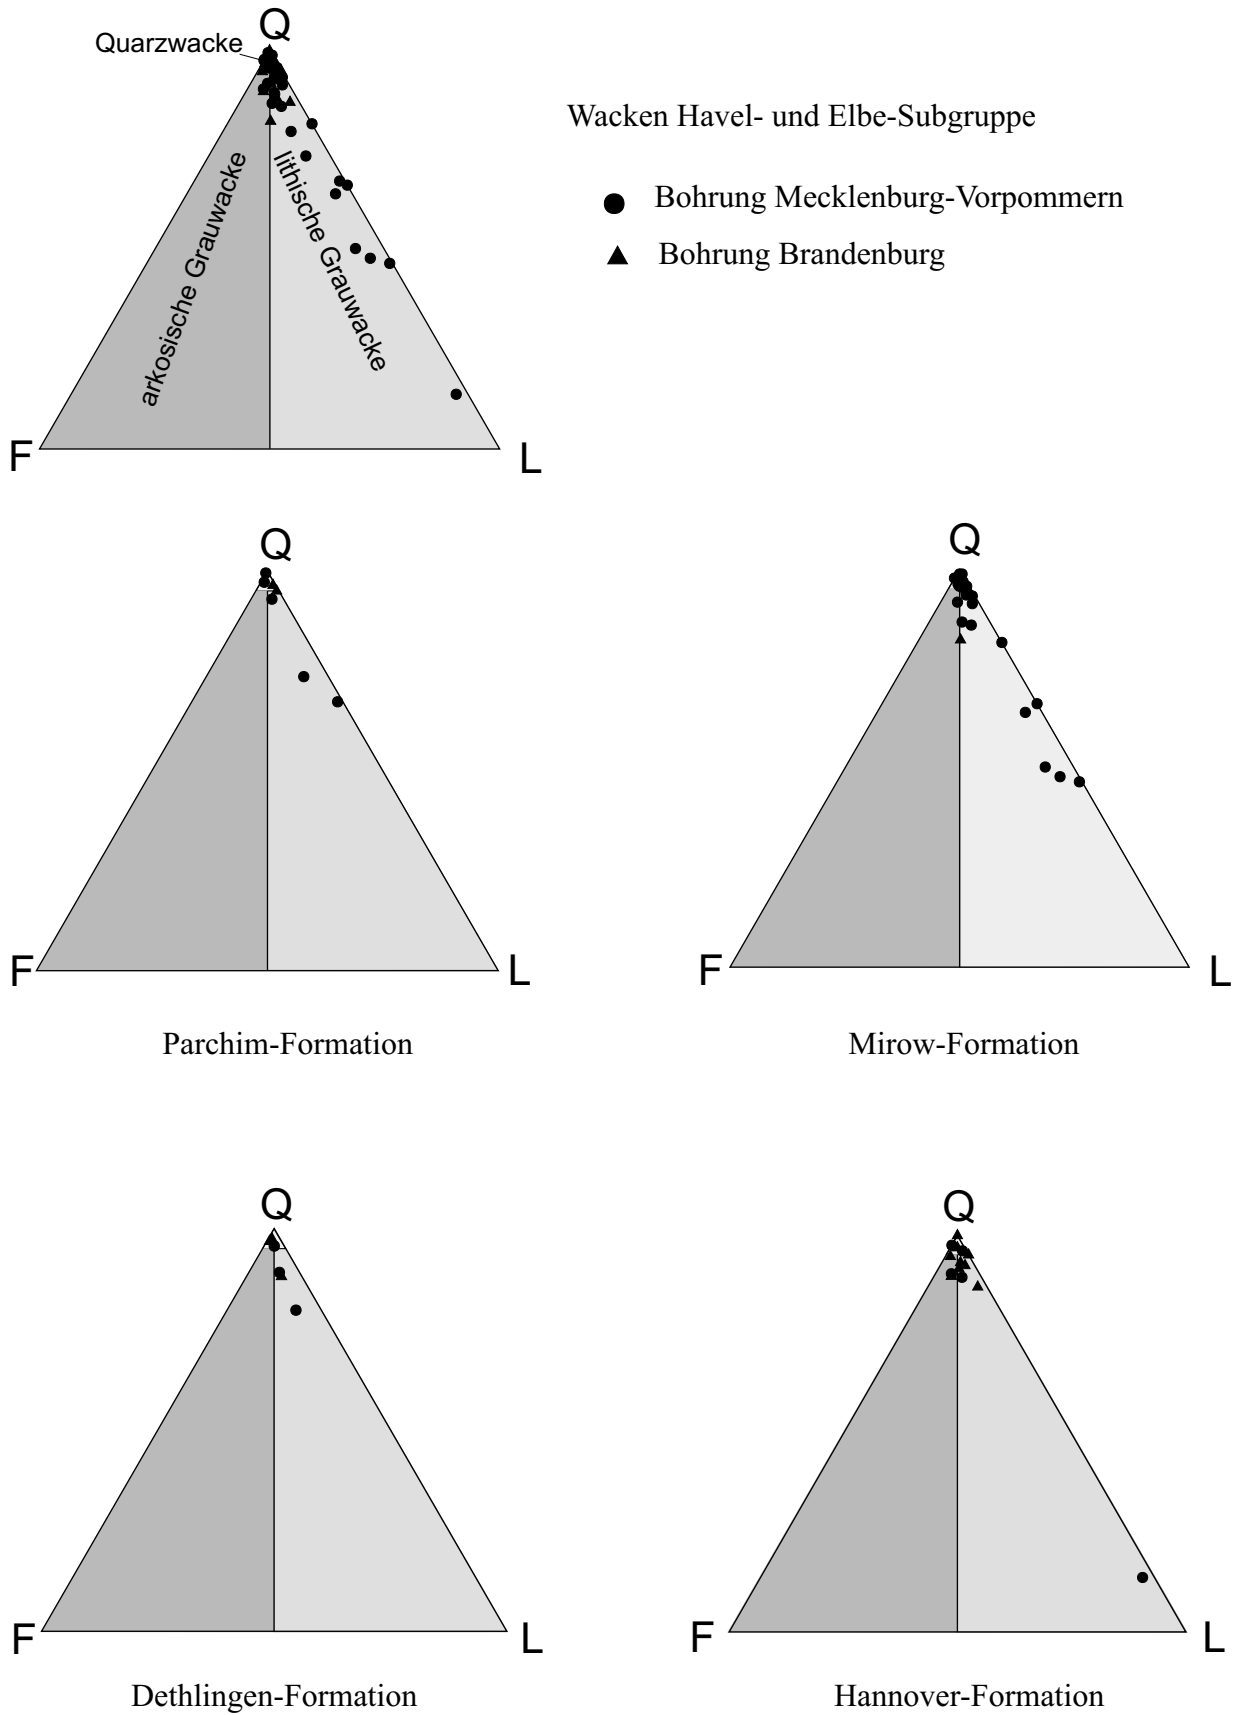 Q
Quarzwacke
arkosische Grauwacke
lithische Grauwacke
F
L
Wacken Havel- und Elbe-Subgruppe
Bohrung Mecklenburg-Vorpommern
Bohrung Brandenburg
Q
F
L
Parchim-Formation
Q
F
L
Mirow-Formation
Q
F
L
Dethlingen-Formation
Q
F
L
Hannover-Formation